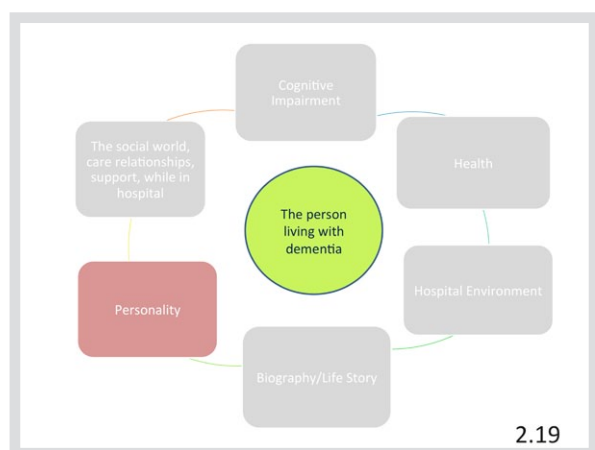 Cognitive
Impairment
The social world,
care relationships,
support, while in
hospital
Health
The person
living with
dementia
Personality
Hospital Environment
Biography/Life Story
2.19